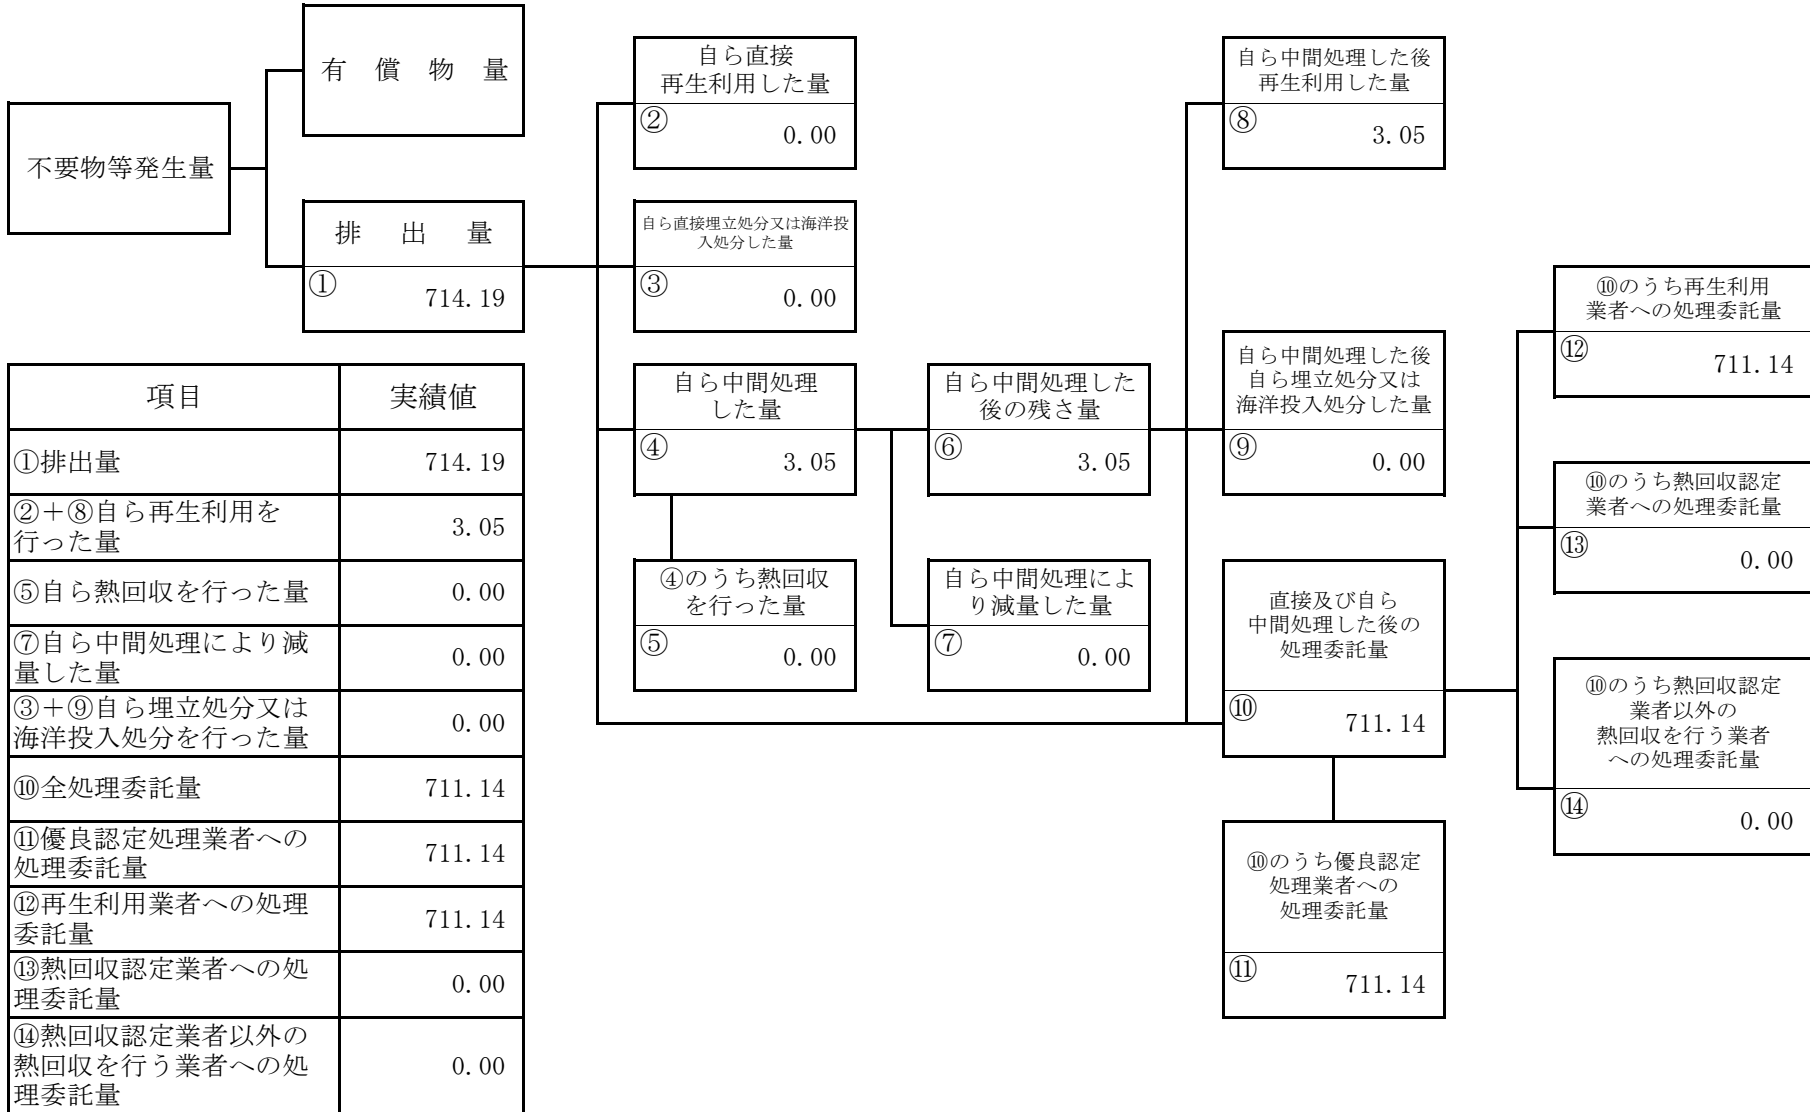 有償物量
不要物等発生量
排出量
①
714.19
自ら直接
再生利用した量
②
0.00
自ら直接埋立処分又は海洋投
入処分した量
③
0.00
自ら中間処理
した量
④
3.05
④のうち熱回収
を行った量
⑤
0.00
自ら中間処理した
後の残さ量
⑥
3.05
自ら中間処理によ
り減量した量
⑦
0.00
自ら中間処理した後
再生利用した量
⑧
3.05
自ら中間処理した後
自ら埋立処分又は
海洋投入処分した量
⑨
0.00
直接及び自ら
中間処理した後の
処理委託量
⑩
711.14
⑩のうち優良認定
処理業者への
処理委託量
⑪
711.14
⑩のうち再生利用
業者への処理委託量
⑫
711.14
⑩のうち熱回収認定
業者への処理委託量
⑬
0.00
⑩のうち熱回収認定
業者以外の
熱回収を行う業者
への処理委託量
⑭
0.00
項目 実績値
①排出量 714.19
②＋⑧自ら再生利用を
行った量 3.05
⑤自ら熱回収を行った量 0.00
⑦自ら中間処理により減
量した量 0.00
③＋⑨自ら埋立処分又は
海洋投入処分を行った量 0.00
⑩全処理委託量 711.14
⑪優良認定処理業者への
処理委託量 711.14
⑫再生利用業者への処理
委託量 711.14
⑬熱回収認定業者への処
理委託量 0.00
⑭熱回収認定業者以外の
熱回収を行う業者への処
理委託量 0.00